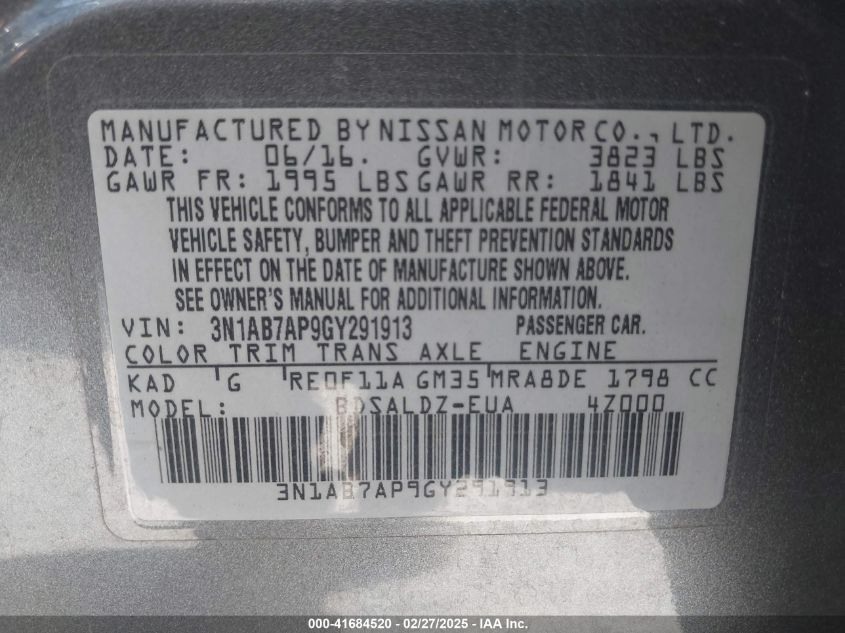 MANUFACTURED BY NISSAN MOTOR CO., LTD.
DATE: 06/16. GVWR: 3823 LBS
GAWR FR: 1995 LBS GAWR RR: 1841 LBS
THIS VEHICLE CONFORMS TO ALL APPLICABLE FEDERAL MOTOR
VEHICLE SAFETY, BUMPER AND THEFT PREVENTION STANDARDS
IN EFFECT ON THE DATE OF MANUFACTURE SHOWN ABOVE.
SEE OWNER'S MANUAL FOR ADDITIONAL INFORMATION.
VIN: 3N1AB7AP9GY291913 PASSENGER CAR.
COLOR TRIM TRANS AXLE ENGINE
KAD G RE0F11A GM35 MRA8DE 1798 CC
MODEL: BDSALDZ-EUA 4Z000
3N1AB7AP9GY291913
000-41684520 - 02/27/2025 - IAA Inc.